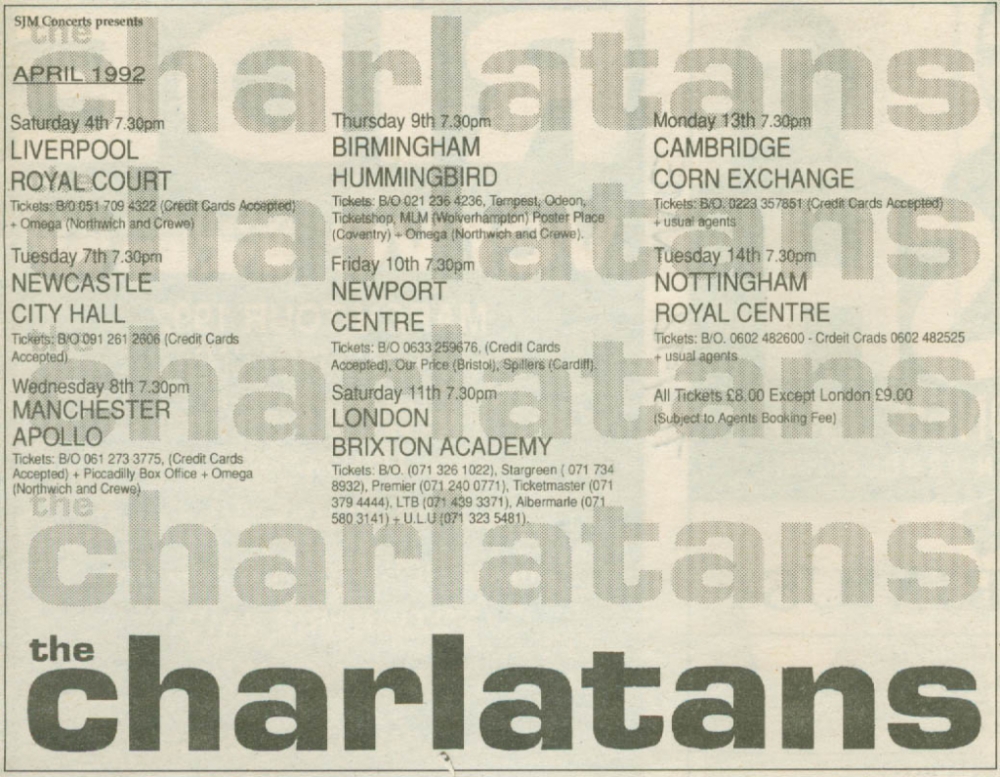 SJM Concerts presents
APRIL 1992
Saturday 4th 7.30pm
LIVERPOOL
ROYAL COURT
Tickets: B/O 051 709 4322 (Credit Cards Accepted)
+ Omega (Northwich and Crewe)
Tuesday 7th 7.30pm
NEWCASTLE
CITY HALL
Tickets: B/O 091 261 2606 (Credit Cards
Accepted)
Wednesday 8th 7.30pm
MANCHESTER
APOLLO
Tickets: B/O 061 273 3775, (Credit Cards
Accepted) + Piccadilly Box Office + Omega
(Northwich and Crewe)
Thursday 9th 7.30pm
BIRMINGHAM
HUMMINGBIRD
Tickets: B/O 021 236 4236, Tempest, Odeon,
Ticketshop, MLM (Wolverhampton) Poster Place
(Coventry) + Omega (Northwich and Crewe).
Friday 10th 7.30pm
NEWPORT
CENTRE
Tickets: B/O 0633 259676, (Credit Cards
Accepted), Our Price (Bristol), Spillers (Cardiff).
Saturday 11th 7.30pm
LONDON
BRIXTON ACADEMY
Tickets: B/O. (071 326 1022), Stargreen ( 071 734
8932), Premier (071 240 0771), Ticketmaster (071
379 4444), LTB (071 439 3371), Albermarle (071
580 3141) + U.L.U (071 323 5481).
Monday 13th 7.30pm
CAMBRIDGE
CORN EXCHANGE
Tickets: B/O. 0223 357851 (Credit Cards Accepted)
+ usual agents
Tuesday 14th 7.30pm
NOTTINGHAM
ROYAL CENTRE
Tickets: B/O. 0602 482600 - Crdeit Crads 0602 482525
+ usual agents
All Tickets £8.00 Except London £9.00
(Subject to Agents Booking Fee)
the
charlatans
the
charlatans
the
charlatans
the
charlatans
the
charlatans